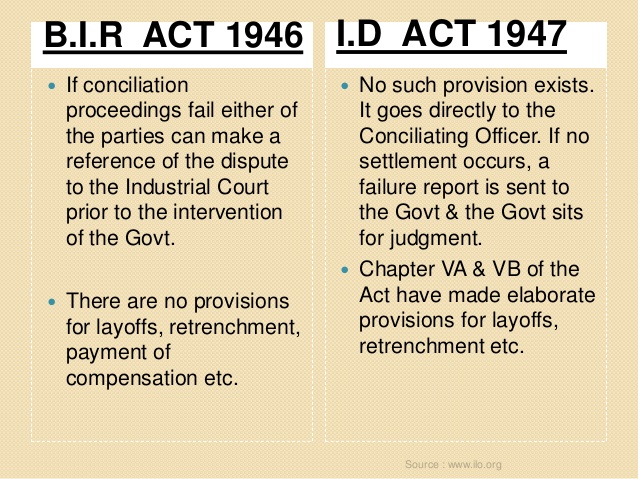 B.I.R ACT 1946
If conciliation
proceedings fail either of
the parties can make a
reference of the dispute
to the Industrial Court
prior to the intervention
of the Govt.
There are no provisions
for layoffs, retrenchment,
payment of
compensation etc.
I.D ACT 1947
No such provision exists.
It goes directly to the
Conciliating Officer. If no
settlement occurs, a
failure report is sent to
the Govt & the Govt sits
for judgment.
Chapter VA & VB of the
Act have made elaborate
provisions for layoffs,
retrenchment etc.
Source : www.ilo.org